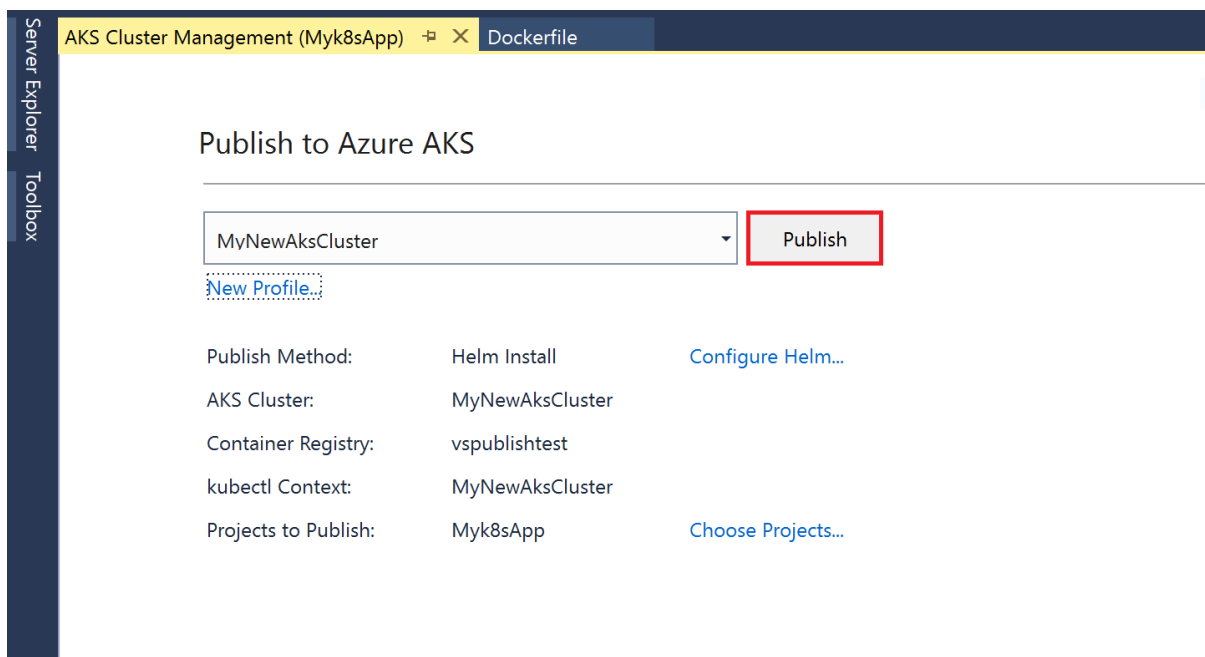 Server Explorer
Toolbox
AKS Cluster Management (Myk8sApp)
Dockerfile
Publish to Azure AKS
MyNewAksCluster
Publish
New Profile...
Publish Method: Helm Install Configure Helm...
AKS Cluster: MyNewAksCluster
Container Registry: vspublishtest
kubectl Context: MyNewAksCluster
Projects to Publish: Myk8sApp Choose Projects...